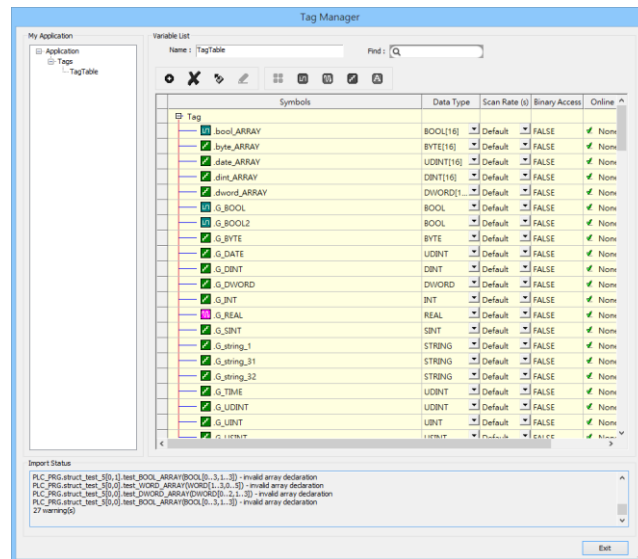 Tag Manager
My Application
Application
Tags
TagTable
Variable List
Name : TagTable Find :
Symbols Data Type Scan Rate (s) Binary Access Online
Tag
.bool_ARRAY BOOL[16] Default FALSE None
.byte_ARRAY BYTE[16] Default FALSE None
.date_ARRAY UDINT[16] Default FALSE None
.dint_ARRAY DINT[16] Default FALSE None
.dword_ARRAY DWORD[1... Default FALSE None
.G_BOOL BOOL Default FALSE None
.G_BOOL2 BOOL Default FALSE None
.G_BYTE BYTE Default FALSE None
.G_DATE UDINT Default FALSE None
.G_DINT DINT Default FALSE None
.G_DWORD DWORD Default FALSE None
.G_INT INT Default FALSE None
.G_REAL REAL Default FALSE None
.G_SINT SINT Default FALSE None
.G_string_1 STRING Default FALSE None
.G_string_31 STRING Default FALSE None
.G_string_32 STRING Default FALSE None
.G_TIME UDINT Default FALSE None
.G_UDINT UDINT Default FALSE None
.G_UINT UINT Default FALSE None
.G_USINT USINT Default FALSE None
Import Status
PLC_PRG.struct_test_5[0,1].test_BOOL_ARRAY(BOOL[0..3,1..3]) - invalid array declaration
PLC_PRG.struct_test_5[0,0].test_WORD_ARRAY(WORD[1..3,0..5]) - invalid array declaration
PLC_PRG.struct_test_5[0,0].test_DWORD_ARRAY(DWORD[0..2,1..3]) - invalid array declaration
PLC_PRG.struct_test_5[0,0].test_BOOL_ARRAY(BOOL[0..3,1..3]) - invalid array declaration
27 warning(s)
Exit